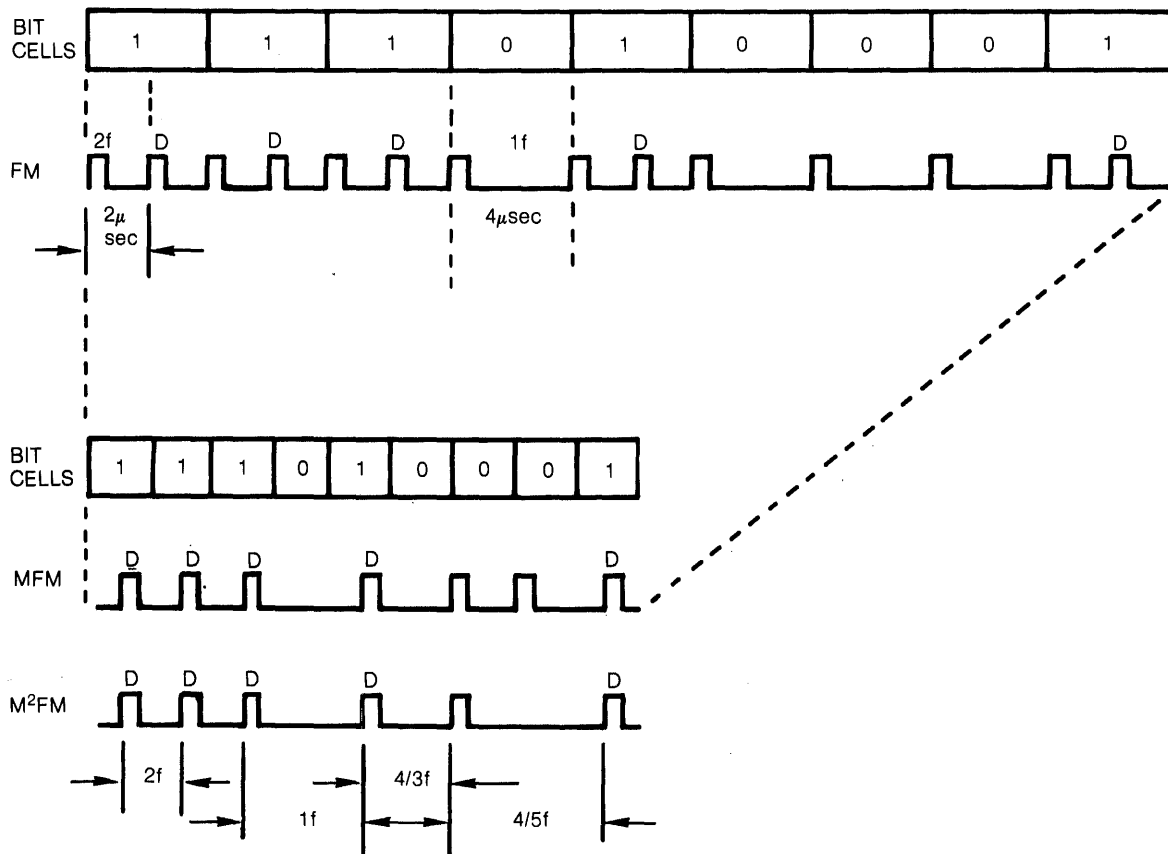 BIT
CELLS
1 1 1 0 1 0 0 0 1
2f D D D 1f D D
FM
2μ
sec
4μsec
BIT
CELLS
1 1 1 0 1 0 0 0 1
D D D D D
MFM
D D D D D
M²FM
2f 4/3f
1f 4/5f